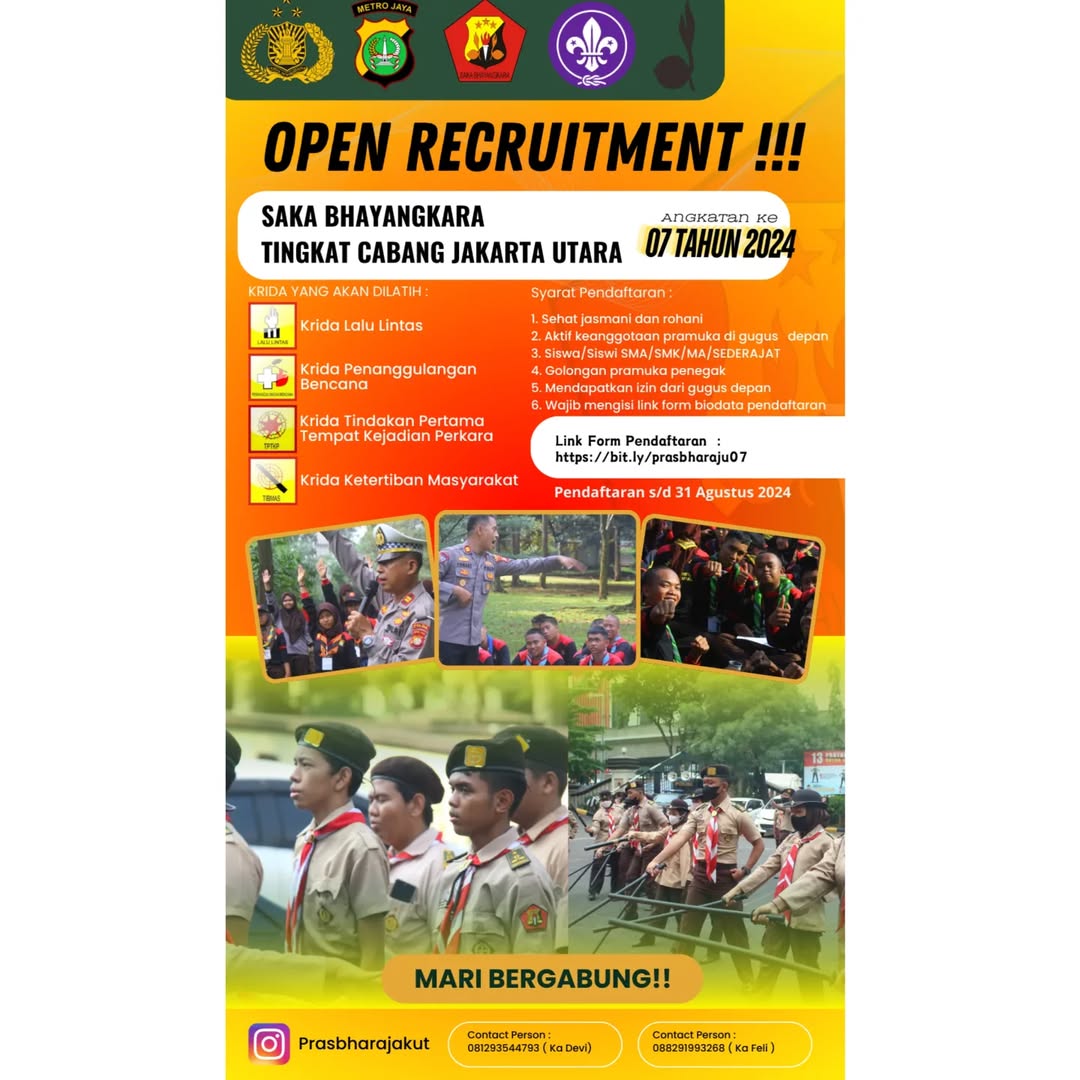 METRO JAYA
SAKA BHAYANGKARA
OPEN RECRUITMENT !!!
SAKA BHAYANGKARA
TINGKAT CABANG JAKARTA UTARA
Angkatan ke
07 TAHUN 2024
KRIDA YANG AKAN DILATIH :
LALU LINTAS
Krida Lalu Lintas
Krida Penanggulangan
Bencana
TPTKP
Krida Tindakan Pertama
Tempat Kejadian Perkara
TIBMAS
Krida Ketertiban Masyarakat
Syarat Pendaftaran :
1. Sehat jasmani dan rohani
2. Aktif keanggotaan pramuka di gugus depan
3. Siswa/Siswi SMA/SMK/MA/SEDERAJAT
4. Golongan pramuka penegak
5. Mendapatkan izin dari gugus depan
6. Wajib mengisi link form biodata pendaftaran
Link Form Pendaftaran :
https://bit.ly/prasbharaju07
Pendaftaran s/d 31 Agustus 2024
13
MARI BERGABUNG!!
Prasbharajakut
Contact Person :
081293544793 ( Ka Devi)
Contact Person :
088291993268 ( Ka Feli )